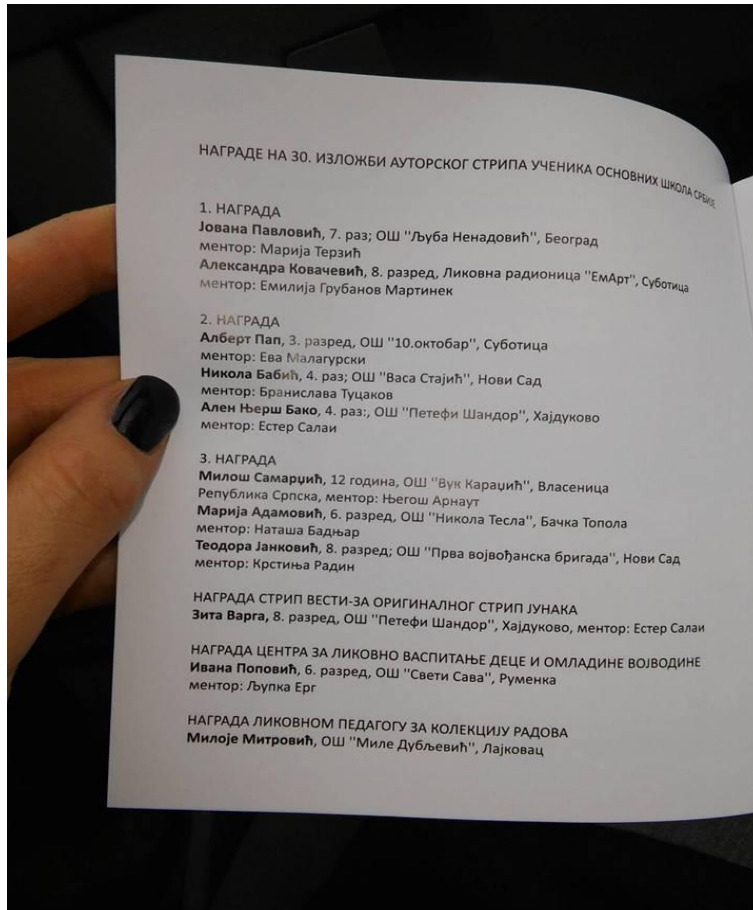 НАГРАДЕ НА 30. ИЗЛОЖБИ АУТОРСКОГ СТРИПА УЧЕНИКА ОСНОВНИХ ШКОЛА СРБИЈЕ
1. НАГРАДА
Јована Павловић, 7. раз; ОШ "Љуба Ненадовић", Београд
ментор: Марија Терзић
Александра Ковачевић, 8. разред, Ликовна радионица "ЕмАрт", Суботица
ментор: Емилија Грубанов Мартинек
2. НАГРАДА
Алберт Пап, 3. разред, ОШ "10.октобар", Суботица
ментор: Ева Малагурски
Никола Бабић, 4. раз; ОШ "Васа Стајић", Нови Сад
ментор: Бранислава Туцаков
Ален Њерш Бако, 4. раз:, ОШ "Петефи Шандор", Хајдуково
ментор: Естер Салаи
3. НАГРАДА
Милош Самарџић, 12 година, ОШ "Вук Караџић", Власеница
Република Српска, ментор: Његош Арнаут
Марија Адамовић, 6. разред, ОШ "Никола Тесла", Бачка Топола
ментор: Наташа Бадњар
Теодора Јанковић, 8. разред; ОШ "Прва војвођанска бригада", Нови Сад
ментор: Крстиња Радин
НАГРАДА СТРИП ВЕСТИ-ЗА ОРИГИНАЛНОГ СТРИП ЈУНАКА
Зита Варга, 8. разред, ОШ "Петефи Шандор", Хајдуково, ментор: Естер Салаи
НАГРАДА ЦЕНТРА ЗА ЛИКОВНО ВАСПИТАЊЕ ДЕЦЕ И ОМЛАДИНЕ ВОЈВОДИНЕ
Ивана Поповић, 6. разред, ОШ "Свети Сава", Руменка
ментор: Љупка Ерг
НАГРАДА ЛИКОВНОМ ПЕДАГОГУ ЗА КОЛЕКЦИЈУ РАДОВА
Милоје Митровић, ОШ "Миле Дубљевић", Лајковац